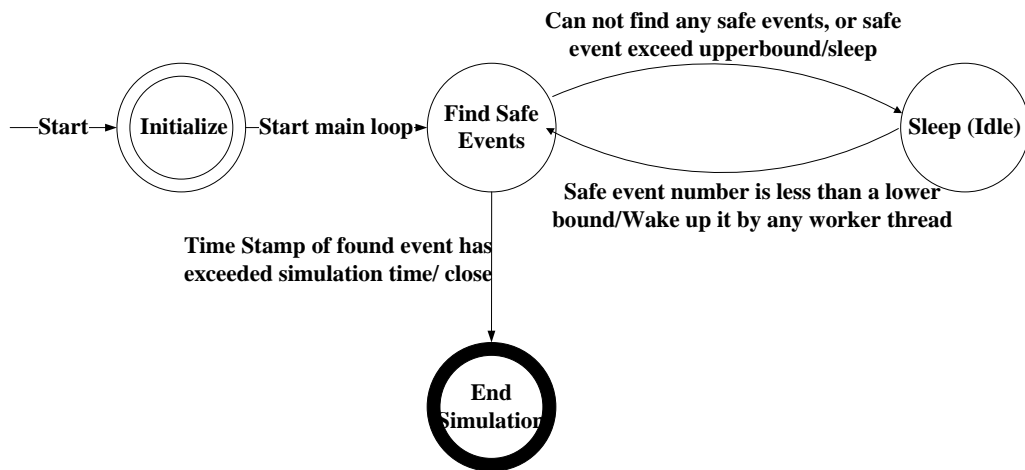 Can not find any safe events, or safe
event exceed upperbound/sleep
Start
Initialize
Start main loop
Find Safe
Events
Sleep (Idle)
Safe event number is less than a lower
bound/Wake up it by any worker thread
Time Stamp of found event has
exceeded simulation time/ close
End
Simulation